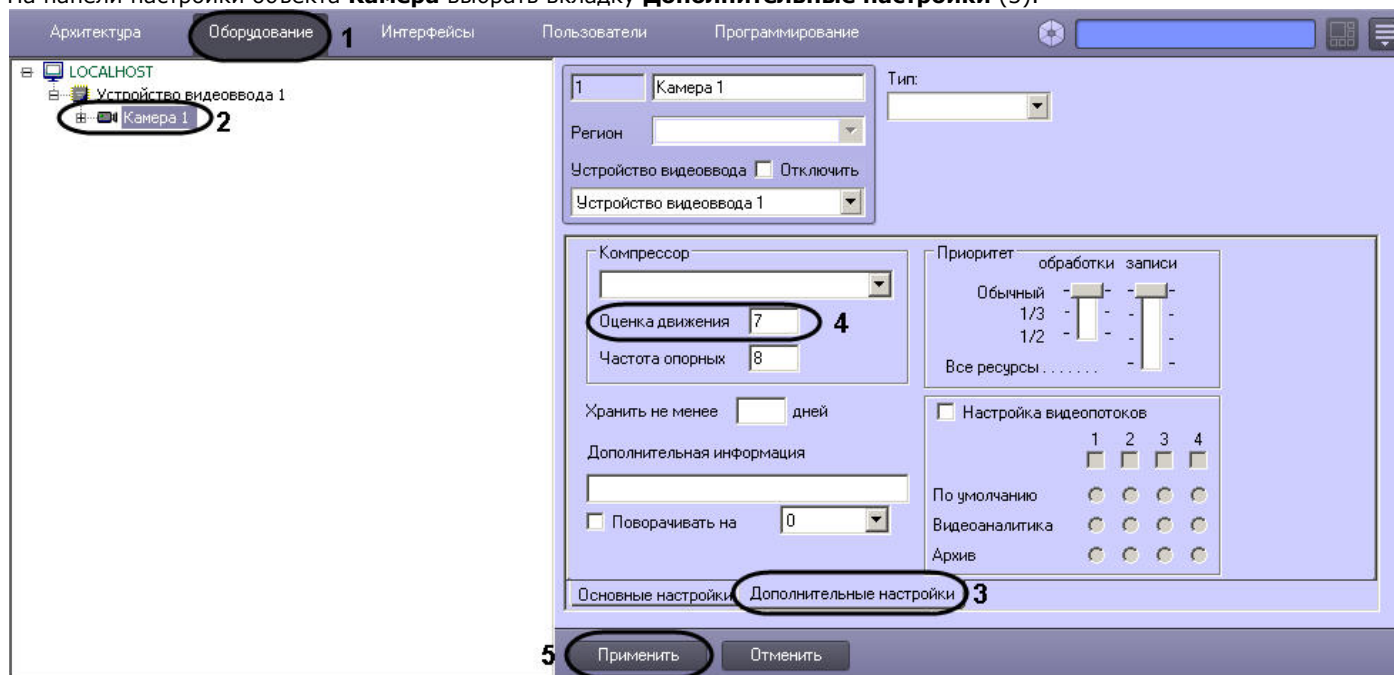 На панели настройки объекта Камера выбрать вкладку Дополнительные настройки (3).
Архитектура Оборудование 1 Интерфейсы Пользователи Программирование
LOCALHOST
Устройство видеоввода 1
Камера 1 2
1 Камера 1
Тип:
Регион
Устройство видеоввода Отключить
Устройство видеоввода 1
Компрессор
Оценка движения 7 4
Частота опорных 8
Приоритет
обработки записи
Обычный
1/3
1/2
Все ресурсы . . . . . . .
Хранить не менее дней
Дополнительная информация
Поворачивать на 0
Настройка видеопотоков
1 2 3 4
По умолчанию
Видеоаналитика
Архив
Основные настройки Дополнительные настройки 3
5 Применить Отменить